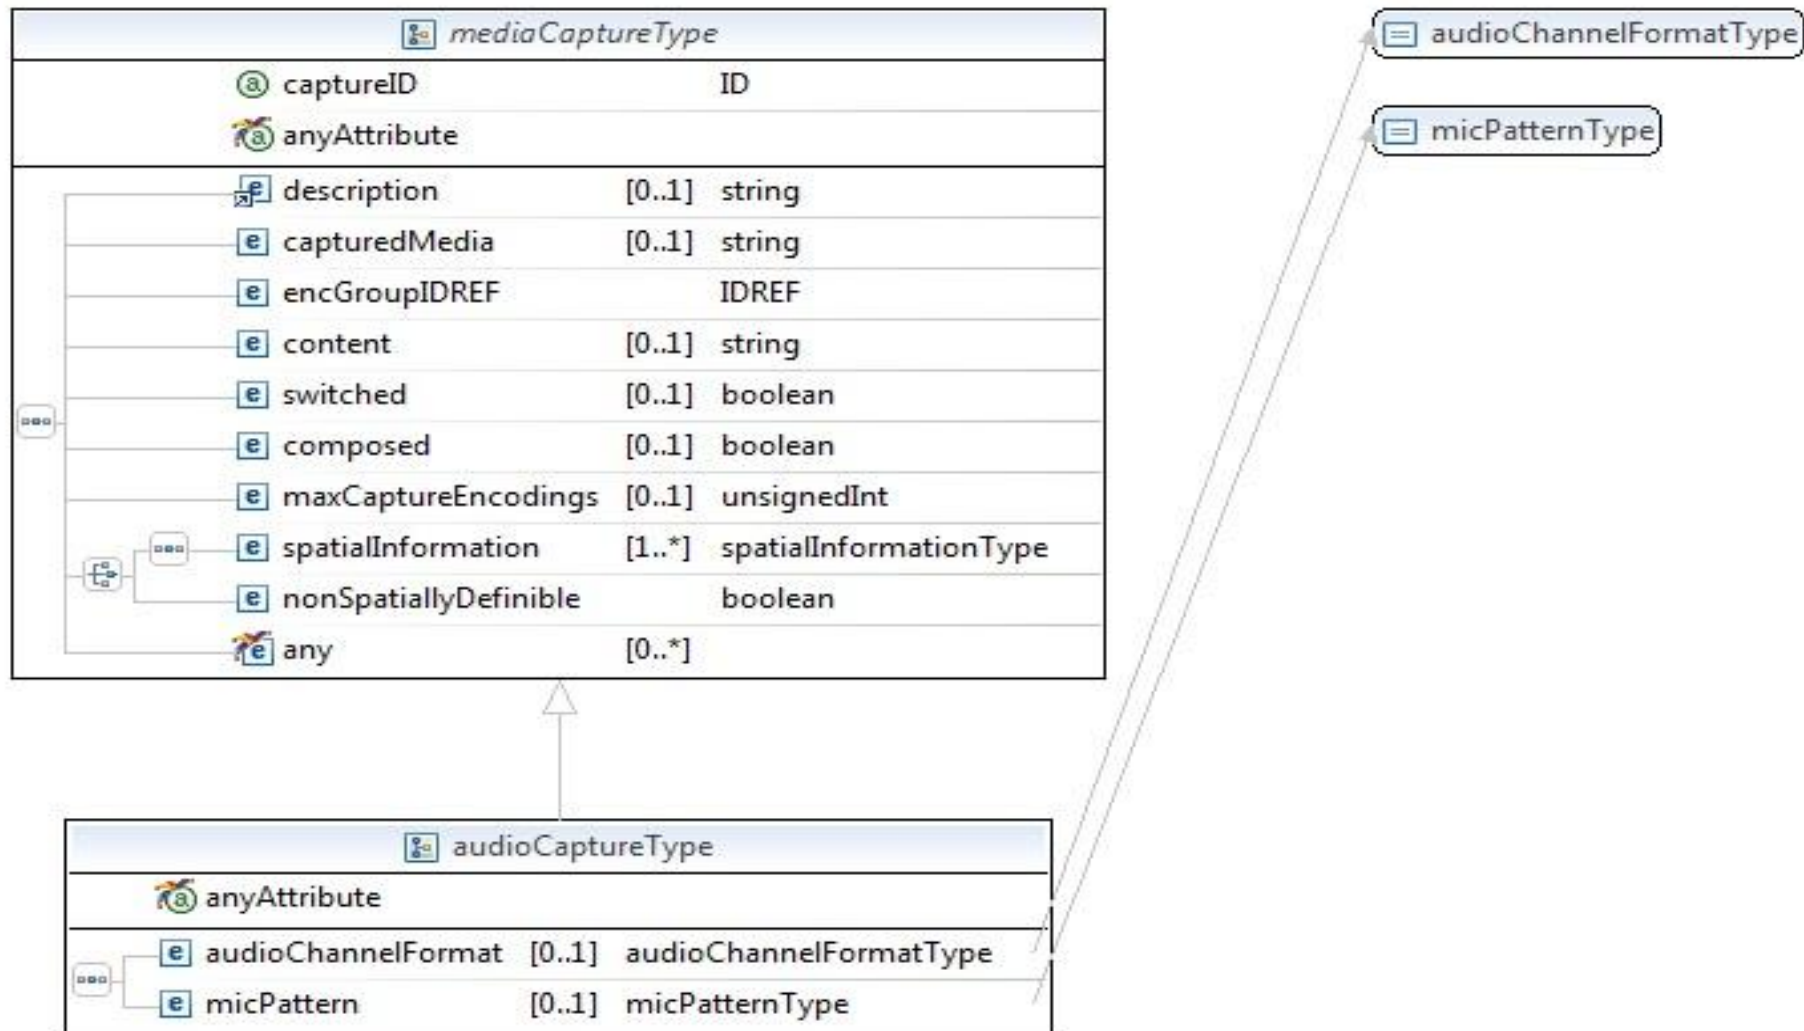 mediaCaptureType
captureID ID
anyAttribute
description [0..1] string
capturedMedia [0..1] string
encGroupIDREF IDREF
content [0..1] string
switched [0..1] boolean
composed [0..1] boolean
maxCaptureEncodings [0..1] unsignedInt
spatialInformation [1..*] spatialInformationType
nonSpatiallyDefinible boolean
any [0..*]
audioChannelFormatType
micPatternType
audioCaptureType
anyAttribute
audioChannelFormat [0..1] audioChannelFormatType
micPattern [0..1] micPatternType